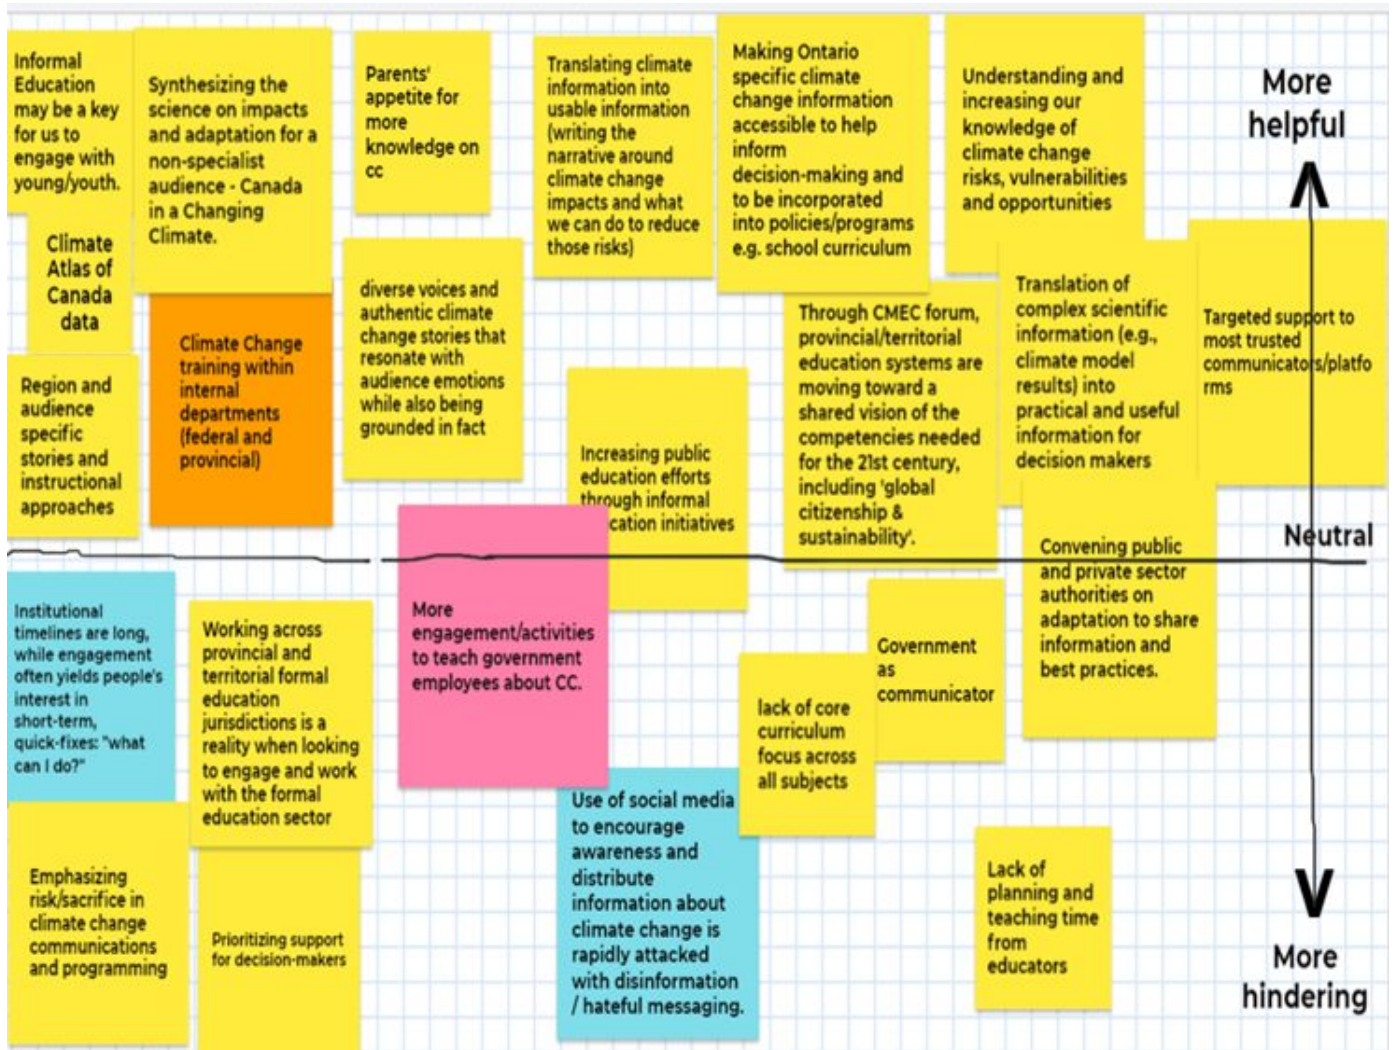 Informal
Education
may be a key
for us to
engage with
young/youth.
Synthesizing the
science on impacts
and adaptation for a
non-specialist
audience - Canada
in a Changing
Climate.
Parents'
appetite for
more
knowledge on
cc
Translating climate
information into
usable information
(writing the
narrative around
climate change
impacts and what
we can do to reduce
those risks)
Making Ontario
specific climate
change information
accessible to help
inform
decision-making and
to be incorporated
into policies/programs
e.g. school curriculum
Understanding and
increasing our
knowledge of
climate change
risks, vulnerabilities
and opportunities
More
helpful
Climate
Atlas of
Canada
data
Climate Change
training within
internal
departments
(federal and
provincial)
diverse voices and
authentic climate
change stories that
resonate with
audience emotions
while also being
grounded in fact
Through CMEC forum,
provincial/territorial
education systems are
moving toward a
shared vision of the
competencies needed
for the 21st century,
including 'global
citizenship &
sustainability'.
Translation of
complex scientific
information (e.g.,
climate model
results) into
practical and useful
information for
decision makers
Targeted support to
most trusted
communicators/platfo
rms
Region and
audience
specific
stories and
instructional
approaches
Increasing public
education efforts
through informal
cation initiatives
Neutral
Convening public
and private sector
authorities on
adaptation to share
information and
best practices.
Institutional
timelines are long,
while engagement
often yields people's
interest in
short-term,
quick-fixes: "what
can I do?"
Working across
provincial and
territorial formal
education
jurisdictions is a
reality when looking
to engage and work
with the formal
education sector
More
engagement/activities
to teach government
employees about CC.
Government
as
communicator
lack of core
curriculum
focus across
all subjects
Use of social media
to encourage
awareness and
distribute
information about
climate change is
rapidly attacked
with disinformation
/ hateful messaging.
Emphasizing
risk/sacrifice in
climate change
communications
and programming
Prioritizing support
for decision-makers
Lack of
planning and
teaching time
from
educators
More
hindering